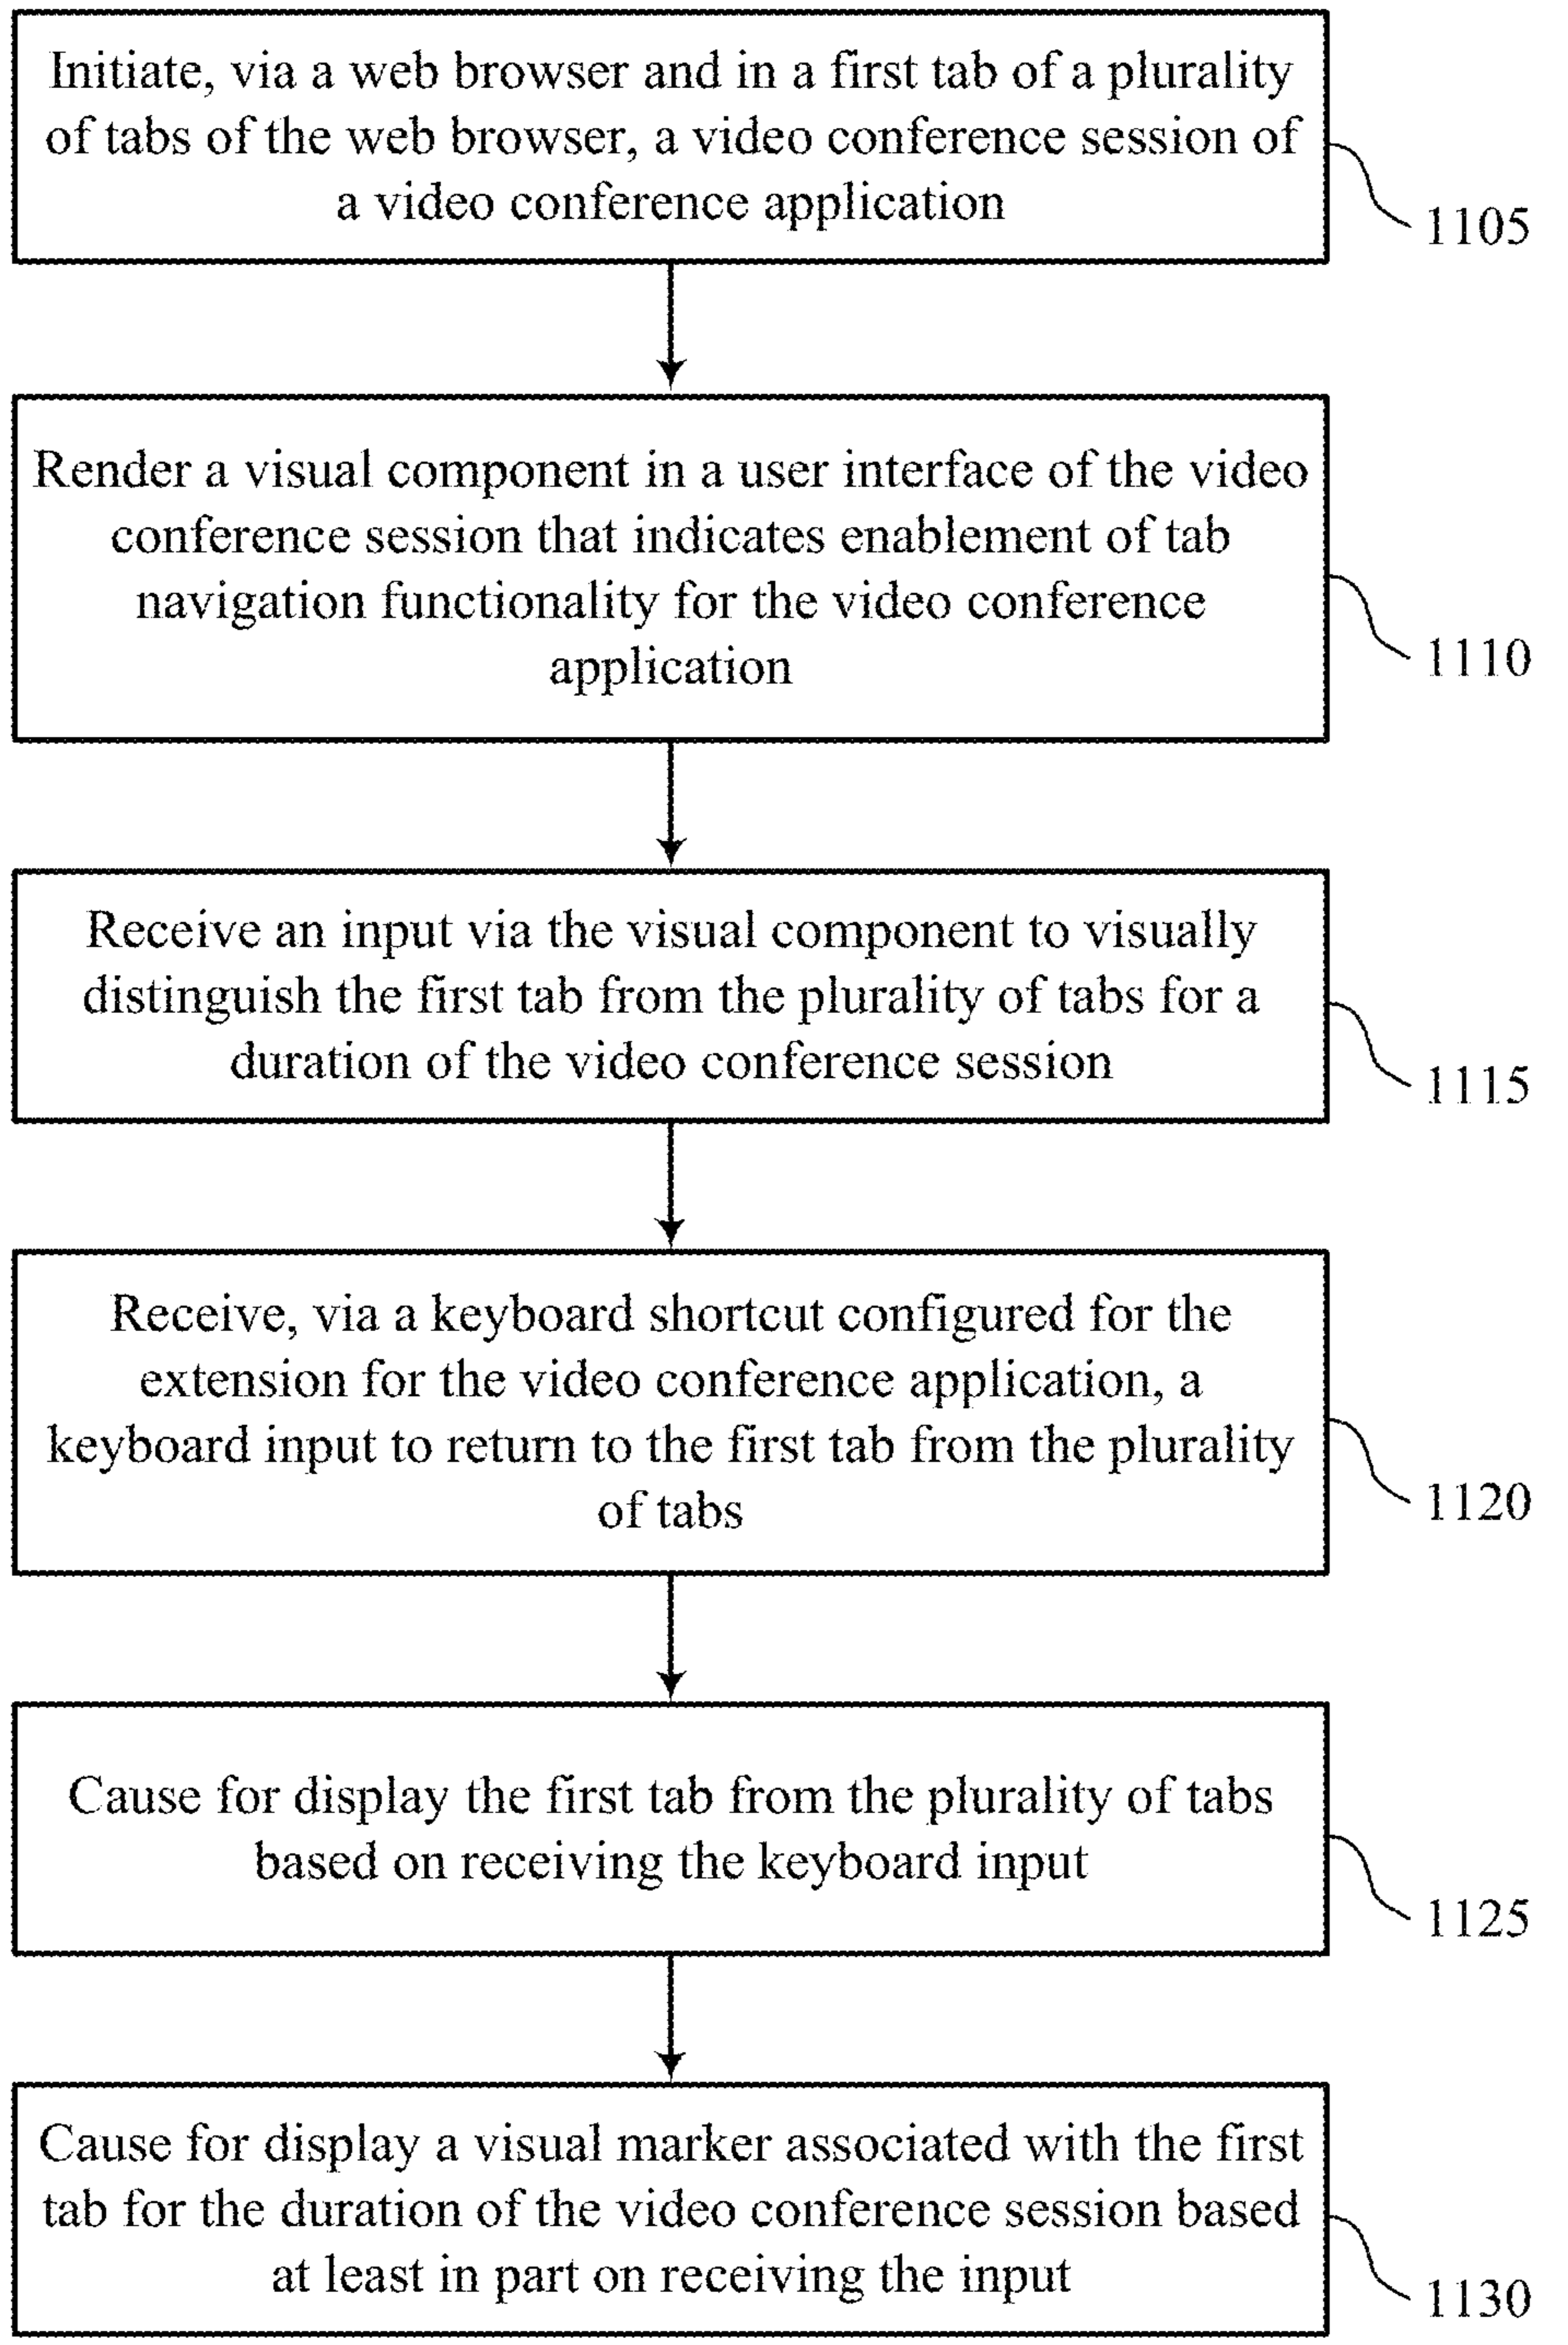 Initiate, via a web browser and in a first tab of a plurality
of tabs of the web browser, a video conference session of
a video conference application
1105
Render a visual component in a user interface of the video
conference session that indicates enablement of tab
navigation functionality for the video conference
application
1110
Receive an input via the visual component to visually
distinguish the first tab from the plurality of tabs for a
duration of the video conference session
1115
Receive, via a keyboard shortcut configured for the
extension for the video conference application, a
keyboard input to return to the first tab from the plurality
of tabs
1120
Cause for display the first tab from the plurality of tabs
based on receiving the keyboard input
1125
Cause for display a visual marker associated with the first
tab for the duration of the video conference session based
at least in part on receiving the input
1130